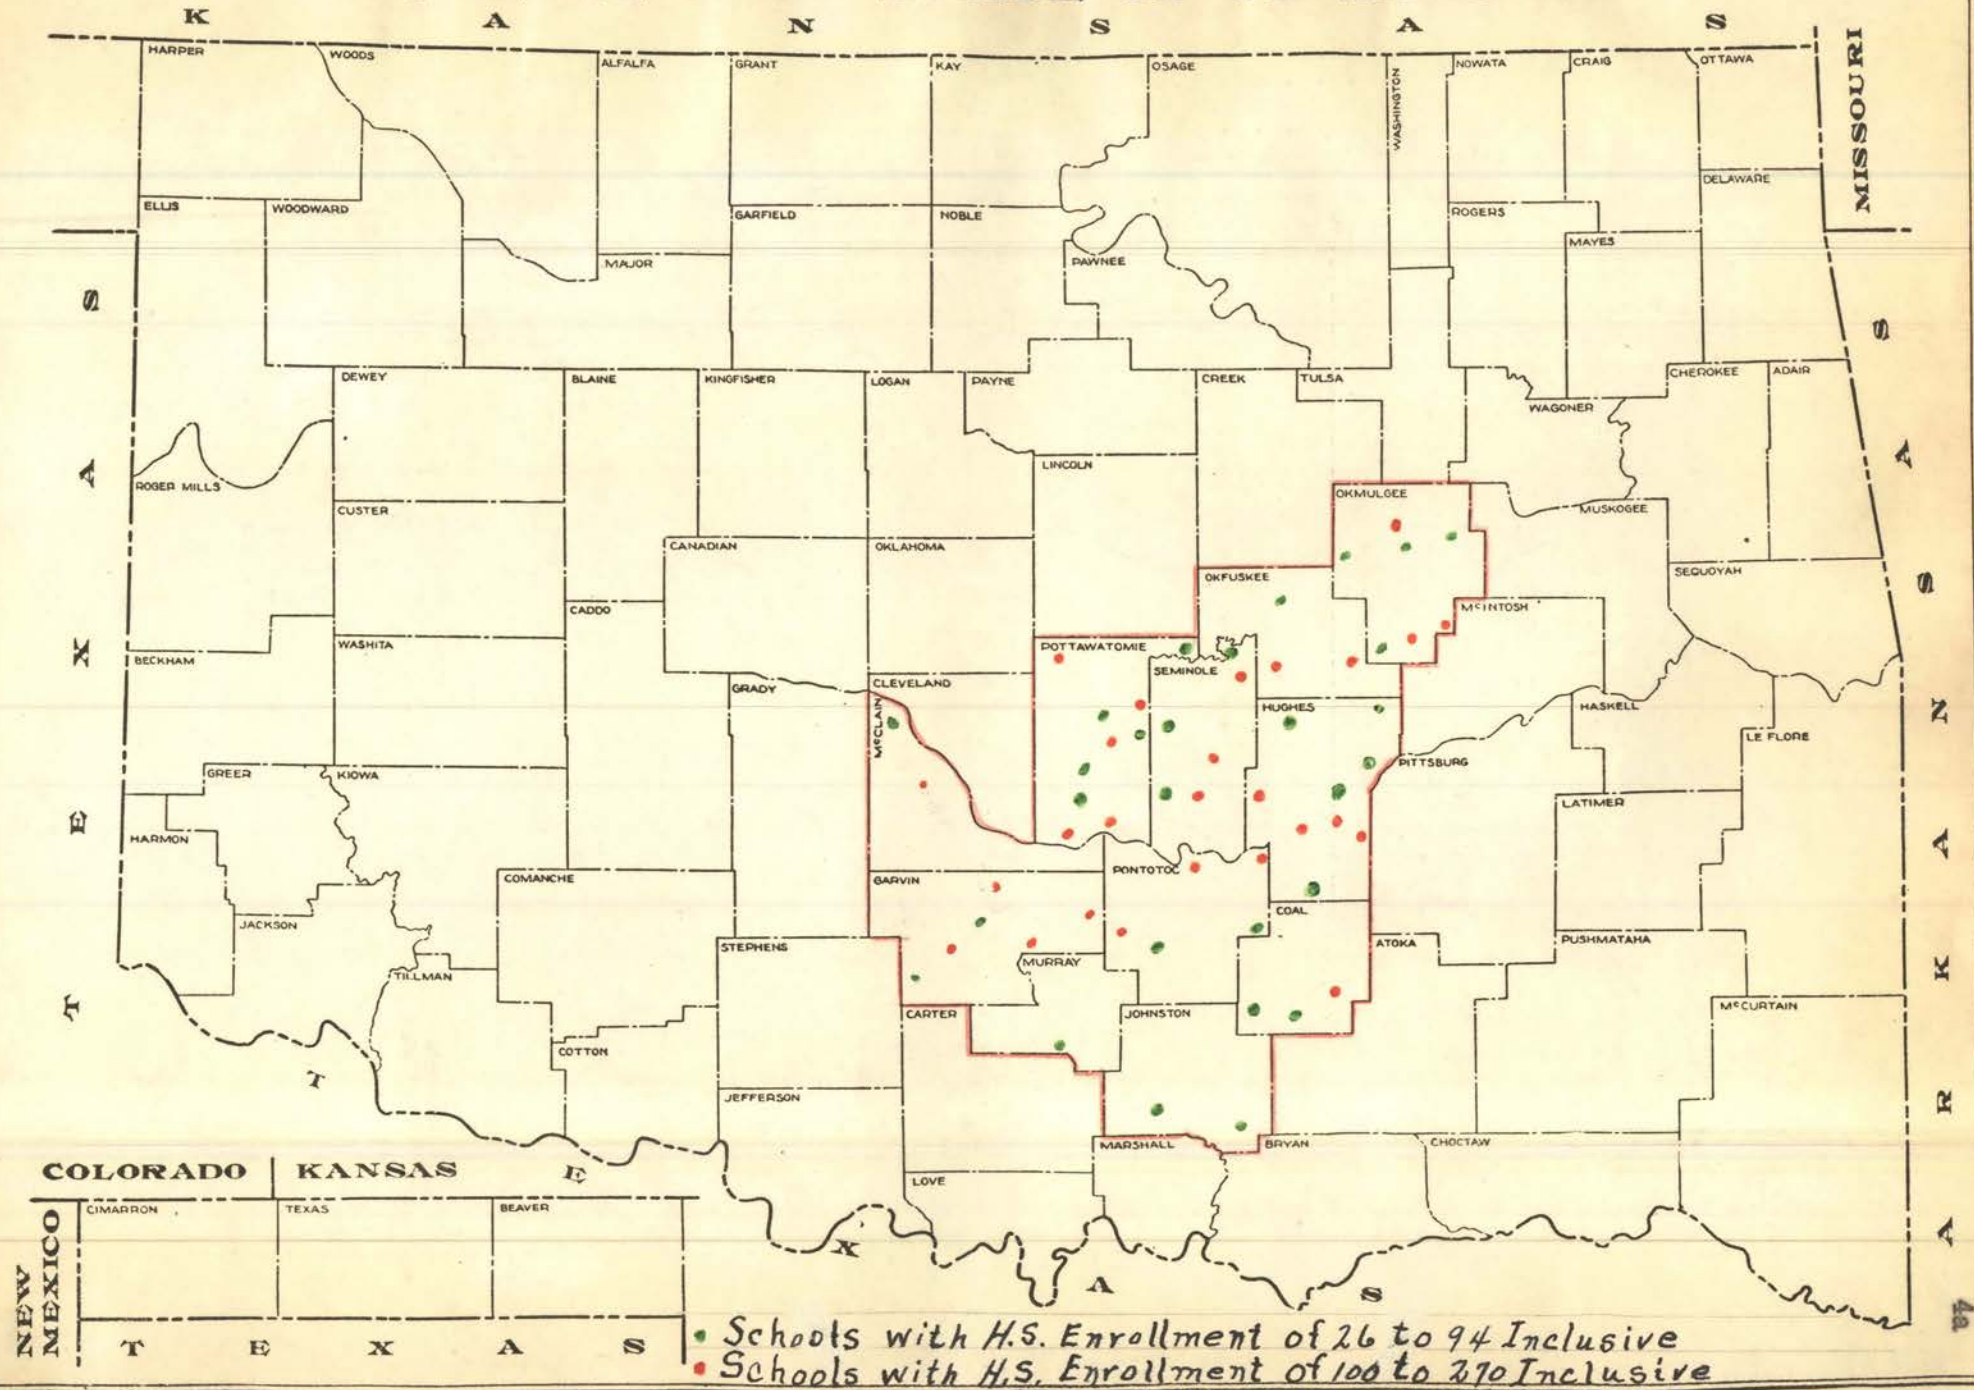 K A N S A S
MISSOURI
HARPER
WOODS
ALFALFA
GRANT
KAY
OSAGE
WASHINGTON
NOWATA
CRAIG
OTTAWA
DELAWARE
ELLIS
WOODWARD
GARFIELD
NOBLE
ROGERS
MAYES
MAJOR
PAWNEE
DEWEY
BLAINE
KINGFISHER
LOGAN
PAYNE
CREEK
TULSA
CHEROKEE
ADAIR
WAGONER
LINCOLN
ROGER MILLS
OKMULGEE
CUSTER
MUSKOGEE
CANADIAN
OKLAHOMA
SEQUOYAH
OKFUSKEE
CADDO
McINTOSH
WASHITA
POTTAWATOMIE
BECKHAM
SEMINOLE
CLEVELAND
GRADY
McCLAIN
HUGHES
HASKELL
LE FLORE
GREER
KIOWA
PITTSBURG
LATIMER
HARMON
COMANCHE
GARVIN
PONTOTOC
JACKSON
COAL
STEPHENS
ATOKA
PUSHMATAHA
TILLMAN
MURRAY
CARTER
JOHNSTON
McCURTAIN
COTTON
JEFFERSON
MARSHALL
BRYAN
CHOCTAW
LOVE
T E X A S
A R K A N S A S
T E X A S
COLORADO
KANSAS
NEW MEXICO
CIMARRON
TEXAS
BEAVER
T E X A S
Schools with H.S. Enrollment of 26 to 94 Inclusive
Schools with H.S. Enrollment of 100 to 270 Inclusive
4a